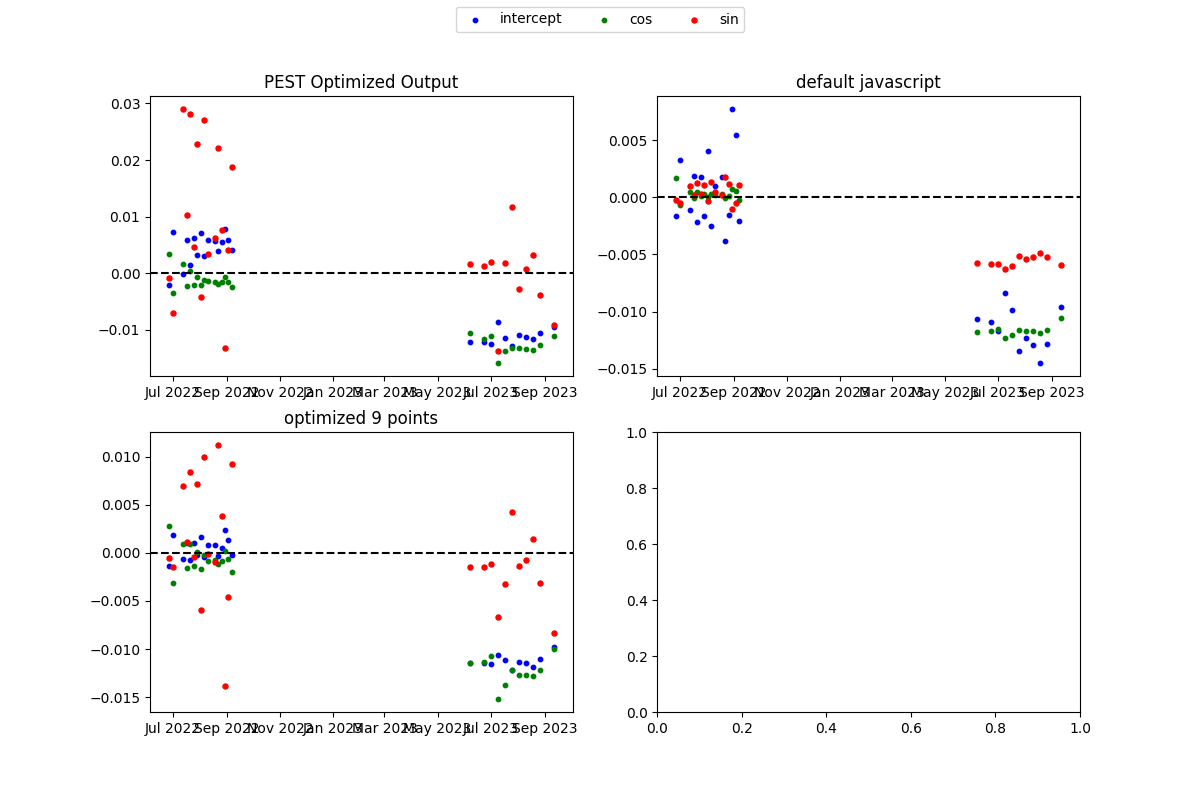 intercept cos sin
PEST Optimized Output
0.03
0.02
0.01
0.00
−0.01
Jul 2022 Sep 2022 Nov 2022 Jan 2023 Mar 2023 May 2023 Jul 2023 Sep 2023
default javascript
0.005
0.000
−0.005
−0.010
−0.015
Jul 2022 Sep 2022 Nov 2022 Jan 2023 Mar 2023 May 2023 Jul 2023 Sep 2023
optimized 9 points
0.010
0.005
0.000
−0.005
−0.010
−0.015
Jul 2022 Sep 2022 Nov 2022 Jan 2023 Mar 2023 May 2023 Jul 2023 Sep 2023
1.0
0.8
0.6
0.4
0.2
0.0
0.0 0.2 0.4 0.6 0.8 1.0